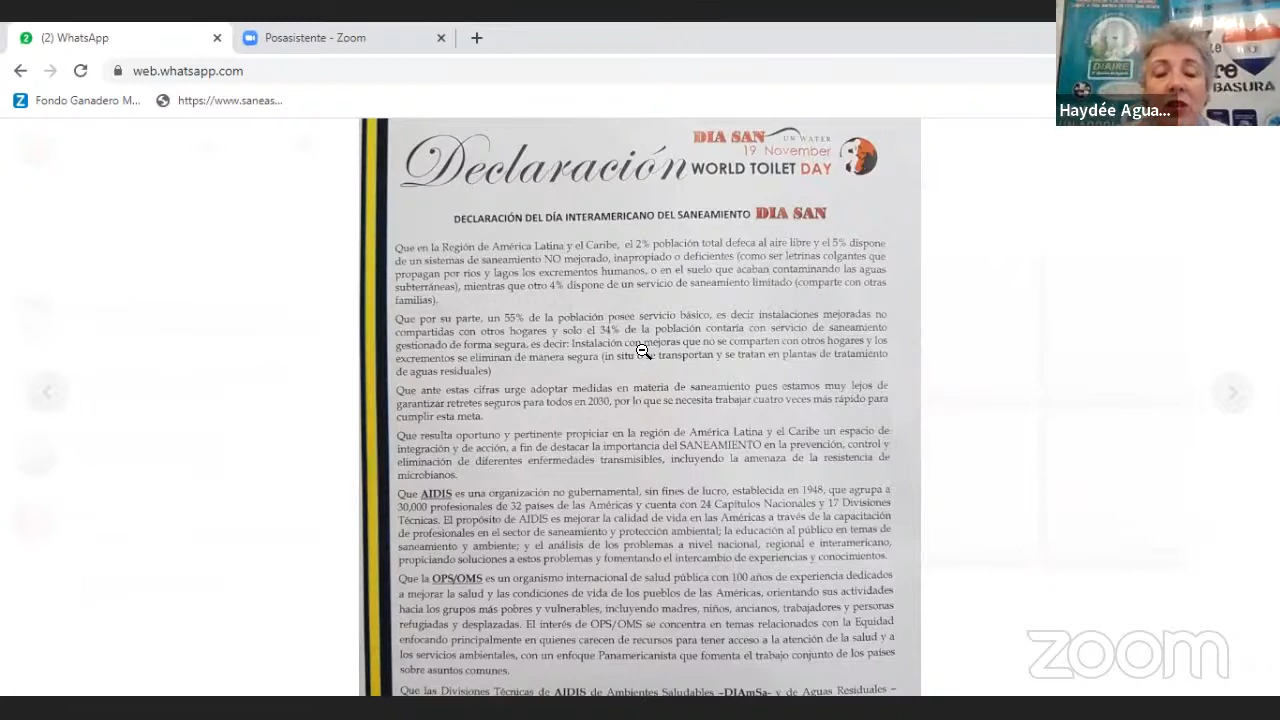 (2) WhatsApp
Posasistente - Zoom
web.whatsapp.com
Fondo Ganadero M...
https://www.saneas...
DIAIRE
BASURA
Haydée Agua...
Declaración
DIA SAN
UN WATER
19 November
WORLD TOILET DAY
DECLARACIÓN DEL DÍA INTERAMERICANO DEL SANEAMIENTO DIA SAN
Que en la Región de América Latina y el Caribe, el 2% población total defeca al aire libre y el 5% dispone
de un sistemas de saneamiento NO mejorado, inapropiado o deficientes (como ser letrinas colgantes que
propagan por rios y lagos los excrementos humanos, o en el suelo que acaban contaminando las aguas
subterráneas), mientras que otro 4% dispone de un servicio de saneamiento limitado (comparte con otras
familias).
Que por su parte, un 55% de la población posee servicio básico, es decir instalaciones mejoradas no
compartidas con otros hogares y solo el 34% de la población contaría con servicio de saneamiento
gestionado de forma segura, es decir: Instalación con mejoras que no se comparten con otros hogares y los
excrementos se eliminan de manera segura (in situ se transportan y se tratan en plantas de tratamiento
de aguas residuales)
Que ante estas cifras urge adoptar medidas en materia de saneamiento pues estamos muy lejos de
garantizar retretes seguros para todos en 2030, por lo que se necesita trabajar cuatro veces más rápido para
cumplir esta meta.
Que resulta oportuno y pertinente propiciar en la región de América Latina y el Caribe un espacio de
integración y de acción, a fin de destacar la importancia del SANEAMIENTO en la prevención, control y
eliminación de diferentes enfermedades transmisibles, incluyendo la amenaza de la resistencia de
microbianos.
Que AIDIS es una organización no gubernamental, sin fines de lucro, establecida en 1948, que agrupa a
30,000 profesionales de 32 países de las Américas y cuenta con 24 Capítulos Nacionales y 17 Divisiones
Técnicas. El propósito de AIDIS es mejorar la calidad de vida en las Américas a través de la capacitación
de profesionales en el sector de saneamiento y protección ambiental; la educación al público en temas de
saneamiento y ambiente; y el análisis de los problemas a nivel nacional, regional e interamericano,
propiciando soluciones a estos problemas y fomentando el intercambio de experiencias y conocimientos.
Que la OPS/OMS es un organismo internacional de salud pública con 100 años de experiencia dedicados
a mejorar la salud y las condiciones de vida de los pueblos de las Américas, orientando sus actividades
hacia los grupos más pobres y vulnerables, incluyendo madres, niños, ancianos, trabajadores y personas
refugiadas y desplazadas. El interés de OPS/OMS se concentra en temas relacionados con la Equidad
enfocando principalmente en quienes carecen de recursos para tener acceso a la atención de la salud y a
los servicios ambientales, con un enfoque Panamericanista que fomenta el trabajo conjunto de los países
sobre asuntos comunes.
Que las Divisiones Técnicas de AIDIS de Ambientes Saludables –DIAmSa- y de Aguas Residuales –
zoom